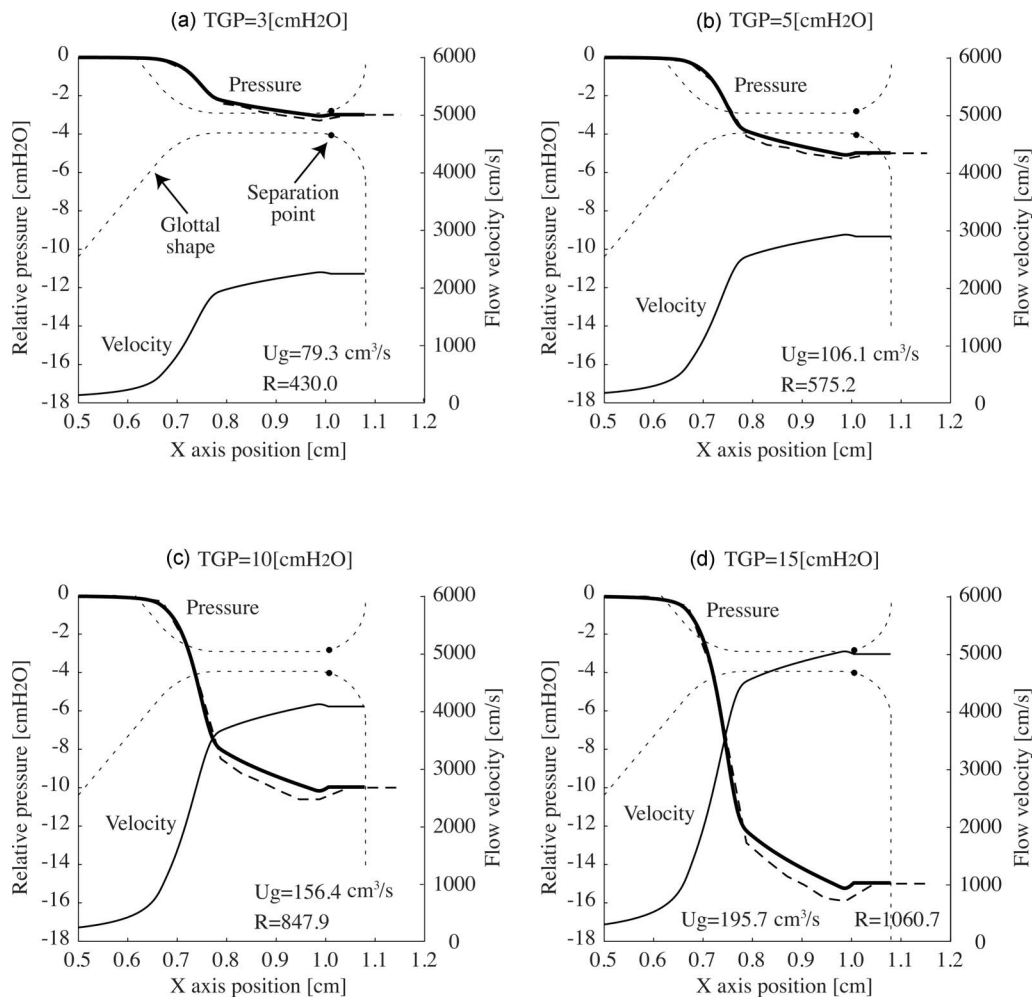 (a) TGP=3[cmH2O]
0
-2
-4
-6
-8
-10
-12
-14
-16
-18
Relative pressure [cmH2O]
6000
5000
4000
3000
2000
1000
0
Flow velocity [cm/s]
Pressure
Separation
point
Glottal
shape
Velocity
Ug=79.3 cm³/s
R=430.0
0.5 0.6 0.7 0.8 0.9 1.0 1.1 1.2
X axis position [cm]
(b) TGP=5[cmH2O]
0
-2
-4
-6
-8
-10
-12
-14
-16
-18
Relative pressure [cmH2O]
6000
5000
4000
3000
2000
1000
0
Flow velocity [cm/s]
Pressure
Velocity
Ug=106.1 cm³/s
R=575.2
0.5 0.6 0.7 0.8 0.9 1.0 1.1 1.2
X axis position [cm]
(c) TGP=10[cmH2O]
0
-2
-4
-6
-8
-10
-12
-14
-16
-18
Relative pressure [cmH2O]
6000
5000
4000
3000
2000
1000
0
Flow velocity [cm/s]
Pressure
Velocity
Ug=156.4 cm³/s
R=847.9
0.5 0.6 0.7 0.8 0.9 1.0 1.1 1.2
X axis position [cm]
(d) TGP=15[cmH2O]
0
-2
-4
-6
-8
-10
-12
-14
-16
-18
Relative pressure [cmH2O]
6000
5000
4000
3000
2000
1000
0
Flow velocity [cm/s]
Pressure
Velocity
Ug=195.7 cm³/s R=1060.7
0.5 0.6 0.7 0.8 0.9 1.0 1.1 1.2
X axis position [cm]